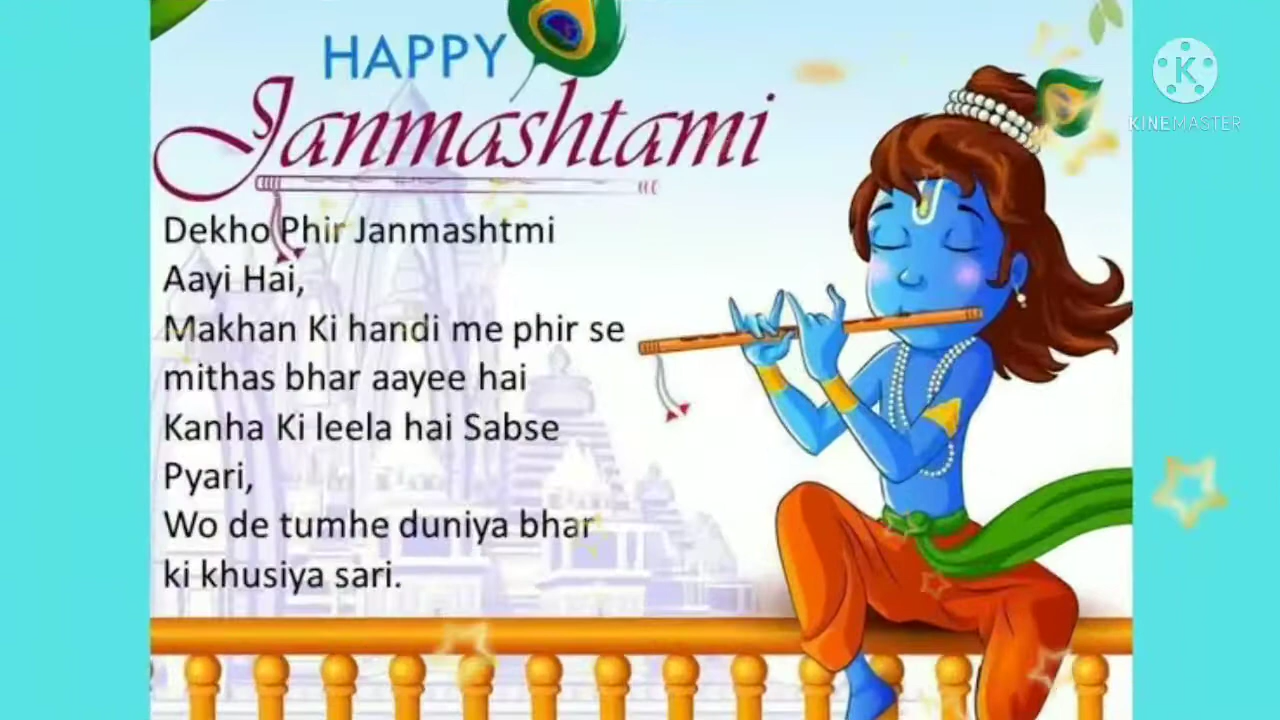 HAPPY
Janmashtami
Dekho Phir Janmashtmi
Aayi Hai,
Makhan Ki handi me phir se
mithas bhar aayee hai
Kanha Ki leela hai Sabse
Pyari,
Wo de tumhe duniya bhar
ki khusiya sari.
K
KINEMASTER